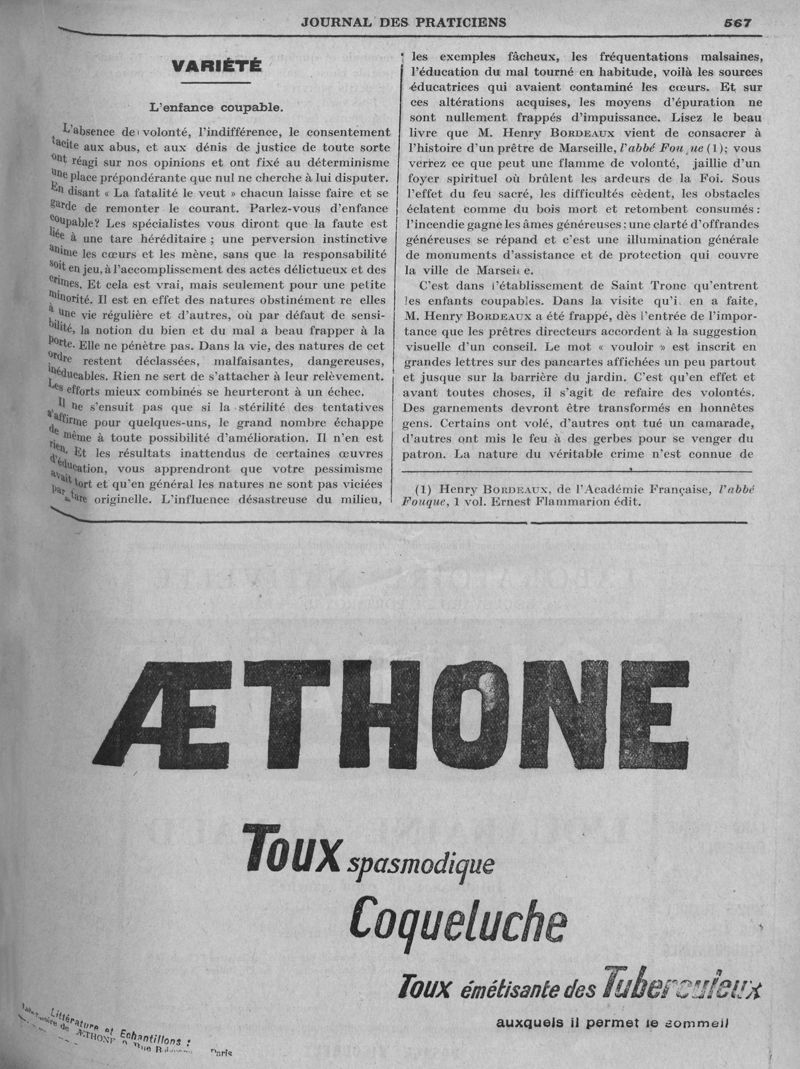 JOURNAL DES PRATICIENS 567
VARIÉTÉ
L'enfance coupable.
L'absence de volonté, l'indifférence, le consentement
tacite aux abus, et aux dénis de justice de toute sorte
ont réagi sur nos opinions et ont fixé au déterminisme
une place prépondérante que nul ne cherche à lui disputer.
En disant « La fatalité le veut » chacun laisse faire et se
garde de remonter le courant. Parlez-vous d'enfance
coupable? Les spécialistes vous diront que la faute est
liée à une tare héréditaire ; une perversion instinctive
anime les cœurs et les mène, sans que la responsabilité
soit en jeu, à l'accomplissement des actes délictueux et des
crimes. Et cela est vrai, mais seulement pour une petite
minorité. Il est en effet des natures obstinément re elles
à une vie régulière et d'autres, où par défaut de sensi-
bilité, la notion du bien et du mal a beau frapper à la
porte. Elle ne pénètre pas. Dans la vie, des natures de cet
ordre restent déclassées, malfaisantes, dangereuses,
inéducables. Rien ne sert de s'attacher à leur relèvement.
Les efforts mieux combinés se heurteront à un échec.
Il ne s'ensuit pas que si la stérilité des tentatives
s'affirme pour quelques-uns, le grand nombre échappe
de même à toute possibilité d'amélioration. Il n'en est
rien. Et les résultats inattendus de certaines œuvres
d'éducation, vous apprendront que votre pessimisme
avait tort et qu'en général les natures ne sont pas viciées
par tare originelle. L'influence désastreuse du milieu,
les exemples fâcheux, les fréquentations malsaines,
l'éducation du mal tourné en habitude, voilà les sources
éducatrices qui avaient contaminé les cœurs. Et sur
ces altérations acquises, les moyens d'épuration ne
sont nullement frappés d'impuissance. Lisez le beau
livre que M. Henry BORDEAUX vient de consacrer à
l'histoire d'un prêtre de Marseille, l'abbé Fou ue (1); vous
verrez ce que peut une flamme de volonté, jaillie d'un
foyer spirituel où brûlent les ardeurs de la Foi. Sous
l'effet du feu sacré, les difficultés cèdent, les obstacles
éclatent comme du bois mort et retombent consumés :
l'incendie gagne les âmes généreuses : une clarté d'offrandes
généreuses se répand et c'est une illumination générale
de monuments d'assistance et de protection qui couvre
la ville de Marseille.
C'est dans l'établissement de Saint Tronc qu'entrent
les enfants coupables. Dans la visite qu'il en a faite,
M. Henry BORDEAUX a été frappé, dès l'entrée de l'impor-
tance que les prêtres directeurs accordent à la suggestion
visuelle d'un conseil. Le mot « vouloir » est inscrit en
grandes lettres sur des pancartes affichées un peu partout
et jusque sur la barrière du jardin. C'est qu'en effet et
avant toutes choses, il s'agit de refaire des volontés.
Des garnements devront être transformés en honnêtes
gens. Certains ont volé, d'autres ont tué un camarade,
d'autres ont mis le feu à des gerbes pour se venger du
patron. La nature du véritable crime n'est connue de
(1) Henry BORDEAUX, de l'Académie Française, l'abbé
Fouque, 1 vol. Ernest Flammarion édit.
ÆTHONE
Toux spasmodique
Coqueluche
Toux émétisante des Tuberculeux
auxquels il permet le sommeil
Littérature et Echantillons :
de ÆTHONE Rue Paris